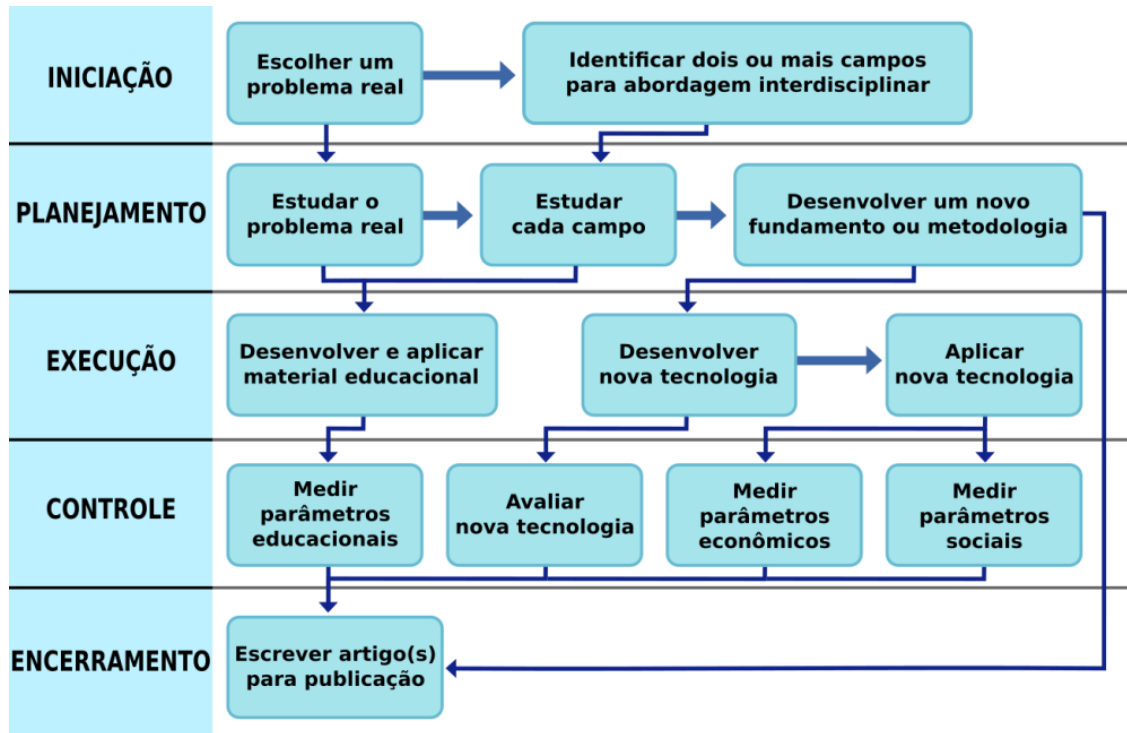 INICIAÇÃO
Escolher um
problema real
Identificar dois ou mais campos
para abordagem interdisciplinar
PLANEJAMENTO
Estudar o
problema real
Estudar
cada campo
Desenvolver um novo
fundamento ou metodologia
EXECUÇÃO
Desenvolver e aplicar
material educacional
Desenvolver
nova tecnologia
Aplicar
nova tecnologia
CONTROLE
Medir
parâmetros
educacionais
Avaliar
nova tecnologia
Medir
parâmetros
econômicos
Medir
parâmetros
sociais
ENCERRAMENTO
Escrever artigo(s)
para publicação